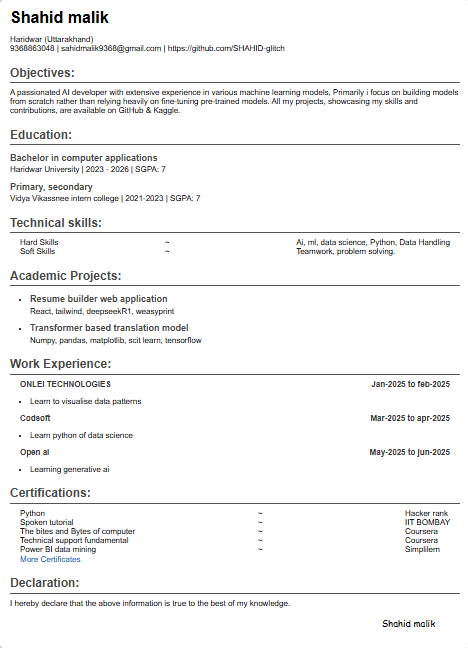 Shahid malik
Haridwar (Uttarakhand)
9368863048 | sahidmalik9368@gmail.com | https://github.com/SHAHID-glitch
Objectives:
A passionated AI developer with extensive experience in various machine learning models, Primarily i focus on building models
from scratch rather than relying heavily on fine-tuning pre-trained models. All my projects, showcasing my skills and
contributions, are available on GitHub & Kaggle.
Education:
Bachelor in computer applications
Haridwar University | 2023 - 2026 | SGPA: 7
Primary, secondary
Vidya Vikassnee intern college | 2021-2023 | SGPA: 7
Technical skills:
Hard Skills ~ Ai, ml, data science, Python, Data Handling
Soft Skills ~ Teamwork, problem solving.
Academic Projects:
• Resume builder web application
React, tailwind, deepseekR1, weasyprint
• Transformer based translation model
Numpy, pandas, matplotlib, scit learn, tensorflow
Work Experience:
ONLEI TECHNOLOGIES Jan-2025 to feb-2025
• Learn to visualise data patterns
Codsoft Mar-2025 to apr-2025
• Learn python of data science
Open ai May-2025 to jun-2025
• Learning generative ai
Certifications:
Python ~ Hacker rank
Spoken tutorial ~ IIT BOMBAY
The bites and Bytes of computer ~ Coursera
Technical support fundamental ~ Coursera
Power BI data mining ~ Simplilern
More Certificates
Declaration:
I hereby declare that the above information is true to the best of my knowledge.
Shahid malik